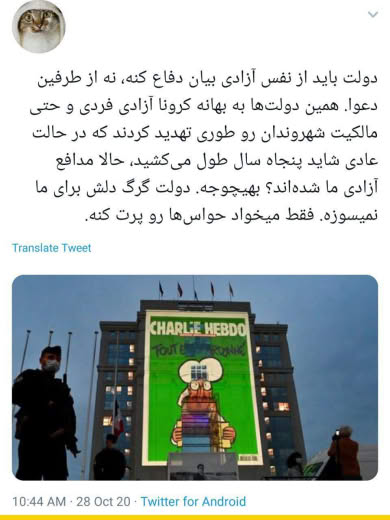 دولت باید از نفس آزادی بیان دفاع کنه، نه از طرفین
دعوا. همین دولت‌ها به بهانه کرونا آزادی فردی و حتی
مالکیت شهروندان رو طوری تهدید کردند که در حالت
عادی شاید پنجاه سال طول می‌کشید، حالا مدافع
آزادی ما شده‌اند؟ بهیچوجه. دولت گرگ دلش برای ما
نمیسوزه. فقط میخواد حواس‌ها رو پرت کنه.
Translate Tweet
CHARLIE HEBDO
TOUT EST PARDONNÉ
10:44 AM · 28 Oct 20 · Twitter for Android